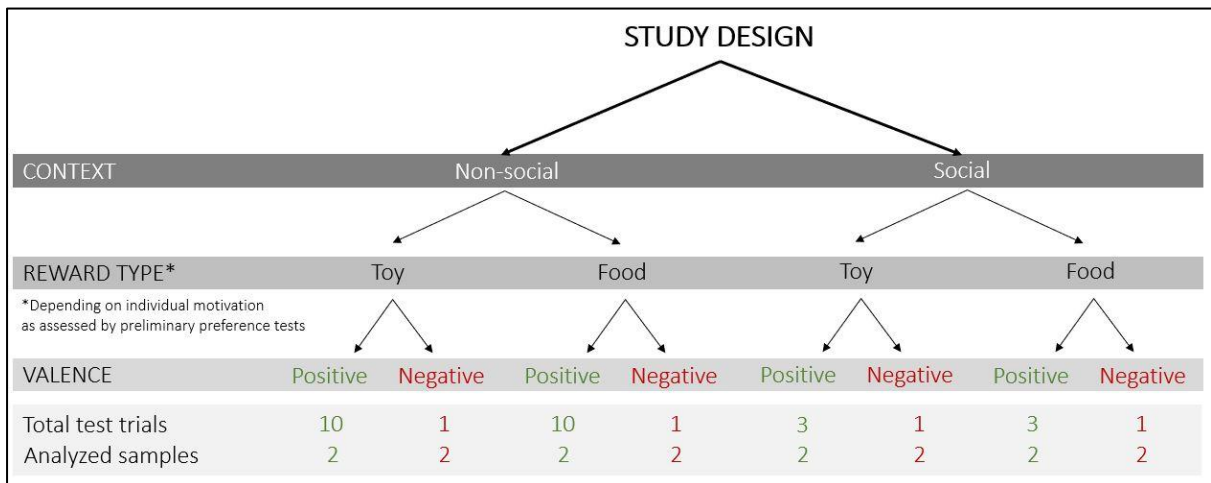 STUDY DESIGN
CONTEXT Non-social Social
REWARD TYPE* Toy Food Toy Food
*Depending on individual motivation
as assessed by preliminary preference tests
VALENCE Positive Negative Positive Negative Positive Negative Positive Negative
Total test trials 10 1 10 1 3 1 3 1
Analyzed samples 2 2 2 2 2 2 2 2